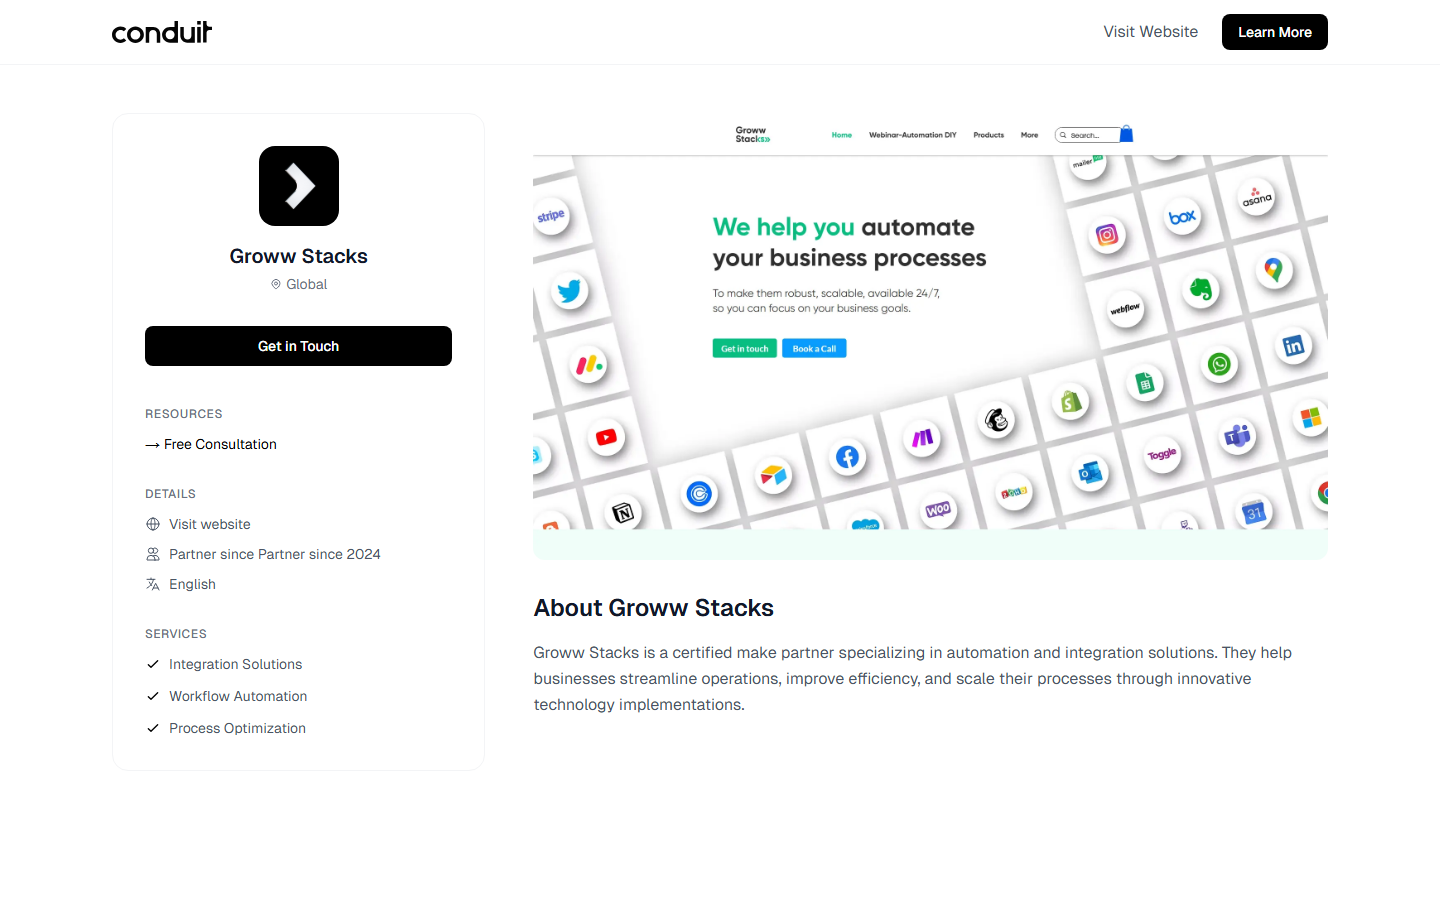 conduit
Visit Website
Learn More
Groww Stacks
Global
Get in Touch
RESOURCES
→ Free Consultation
DETAILS
Visit website
Partner since Partner since 2024
English
SERVICES
Integration Solutions
Workflow Automation
Process Optimization
Groww
Stacks»
Home
Webinar-Automation DIY
Products
More
Search...
We help you automate
your business processes
To make them robust, scalable, available 24/7,
so you can focus on your business goals.
Get in touch
Book a Call
stripe
mailer
box
asana
webflow
Toggle
WOO
31
About Groww Stacks
Groww Stacks is a certified make partner specializing in automation and integration solutions. They help
businesses streamline operations, improve efficiency, and scale their processes through innovative
technology implementations.